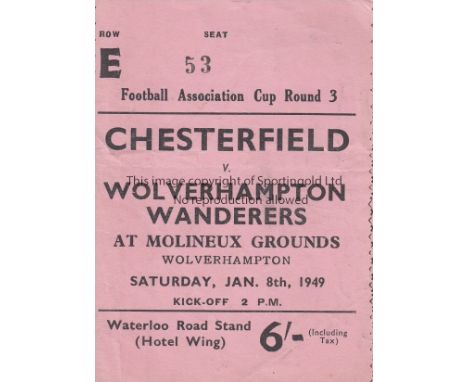 ROW SEAT
E 53
Football Association Cup Round 3
CHESTERFIELD
v.
This image copyright of Sportingold Ltd
WOLVERHAMPTON
No reproduction allowed
WANDERERS
AT MOLINEUX GROUNDS
WOLVERHAMPTON
SATURDAY, JAN. 8th, 1949
KICK-OFF 2 P.M.
Waterloo Road Stand
(Hotel Wing)
6/- (Including
Tax)